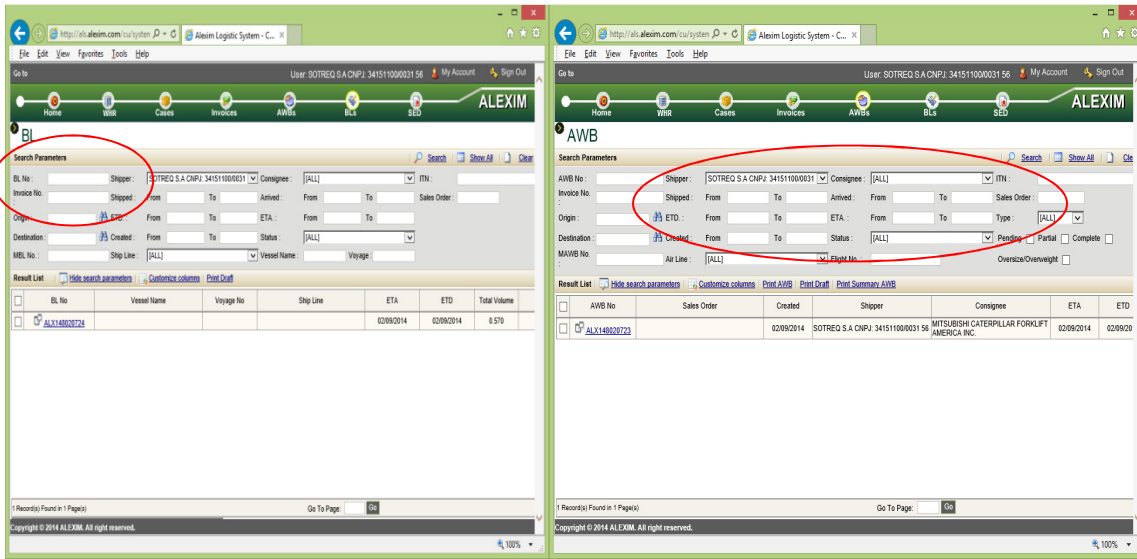 http://als.alexim.com/cu/systen
Alexim Logistic System - C...
File Edit View Favorites Tools Help
Go to User: SOTREQ S.A CNPJ: 34151100/0031 56 My Account Sign Out
Home WHR Cases Invoices AWBs BLs SED ALEXIM
BL
Search Parameters Search Show All Clear
BL No : Shipper : SOTREQ S.A CNPJ: 34151100/0031 Consignee : [ALL] ITN :
Invoice No. : Shipped : From To Arrived : From To Sales Order :
Origin : ETD. : From To ETA. : From To
Destination : Created : From To Status : [ALL]
MBL No. : Ship Line : [ALL] Vessel Name : Voyage :
Result List Hide search parameters Customize columns Print Draft
BL No Vessel Name Voyage No Ship Line ETA ETD Total Volume
ALX148020724 02/09/2014 02/09/2014 0.570
1 Record(s) Found in 1 Page(s) Go To Page: Go
Copyright © 2014 ALEXIM. All right reserved.
100%
http://als.alexim.com/cu/systen
Alexim Logistic System - C...
File Edit View Favorites Tools Help
Go to User: SOTREQ S.A CNPJ: 34151100/0031 56 My Account Sign Out
Home WHR Cases Invoices AWBs BLs SED ALEXIM
AWB
Search Parameters Search Show All Cle
AWB No : Shipper : SOTREQ S.A CNPJ: 34151100/0031 Consignee : [ALL] ITN :
Invoice No. : Shipped : From To Arrived : From To Sales Order :
Origin : ETD. : From To ETA. : From To Type : [ALL]
Destination : Created : From To Status : [ALL] Pending Partial Complete
MAWB No. : Air Line : [ALL] Flight No. : Oversize/Overweight
Result List Hide search parameters Customize columns Print AWB Print Draft Print Summary AWB
AWB No Sales Order Created Shipper Consignee ETA ETD
ALX148020723 02/09/2014 SOTREQ S.A CNPJ: 34151100/0031 56 MITSUBISHI CATERPILLAR FORKLIFT AMERICA INC. 02/09/2014 02/09/20
1 Record(s) Found in 1 Page(s) Go To Page: Go
Copyright © 2014 ALEXIM. All right reserved.
100%